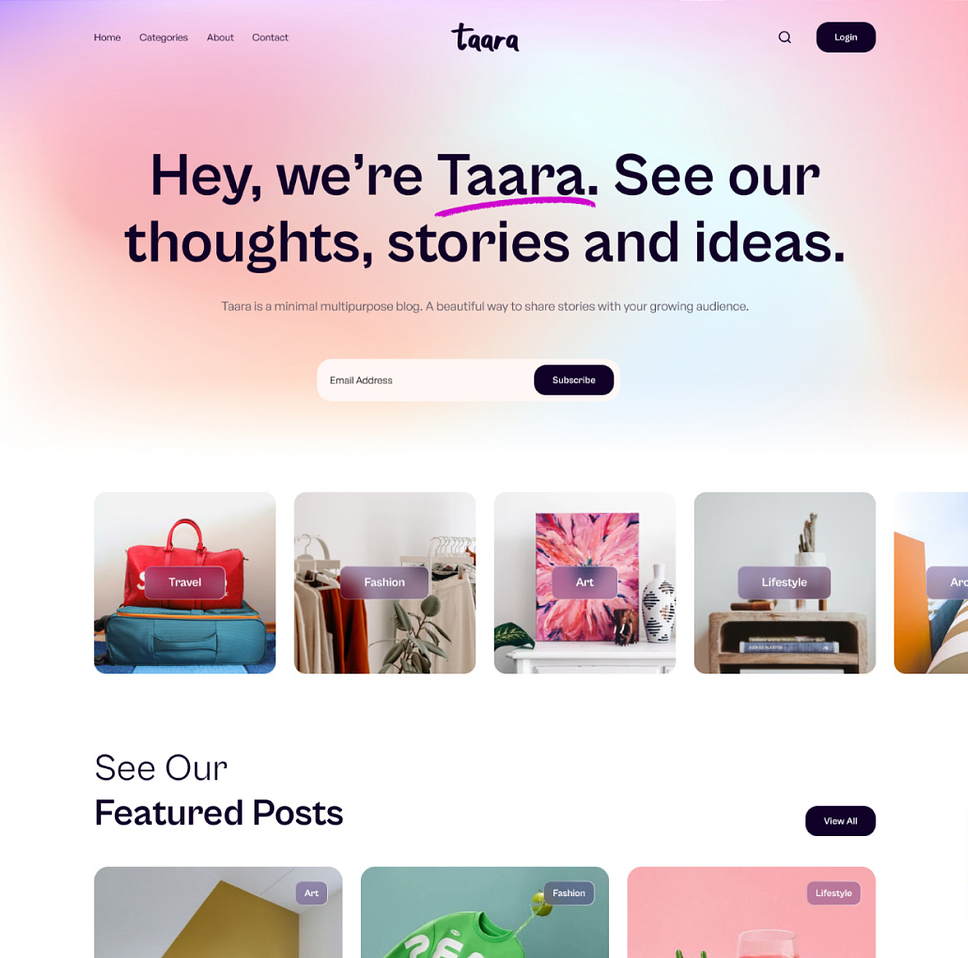 Home Categories About Contact taara Login
Hey, we’re Taara. See our
thoughts, stories and ideas.
Taara is a minimal multipurpose blog. A beautiful way to share stories with your growing audience.
Email Address Subscribe
Travel Fashion Art Lifestyle
See Our
Featured Posts
View All
Art Fashion Lifestyle